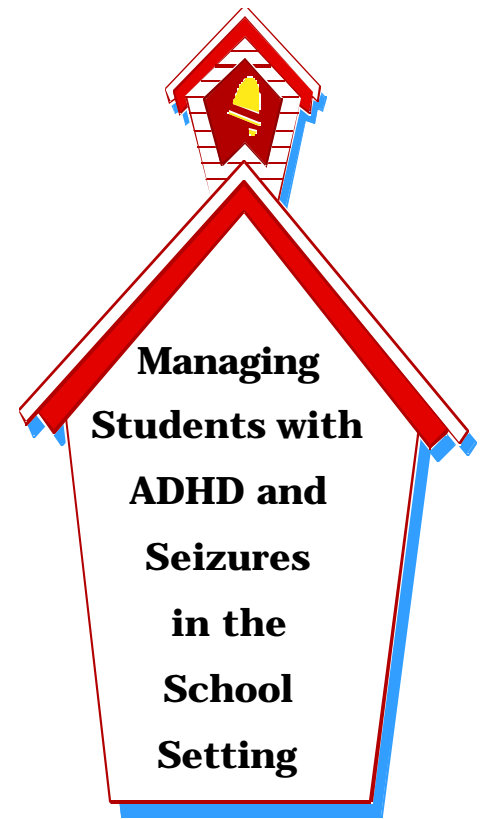 Managing
Students with
ADHD and
Seizures
in the
School
Setting